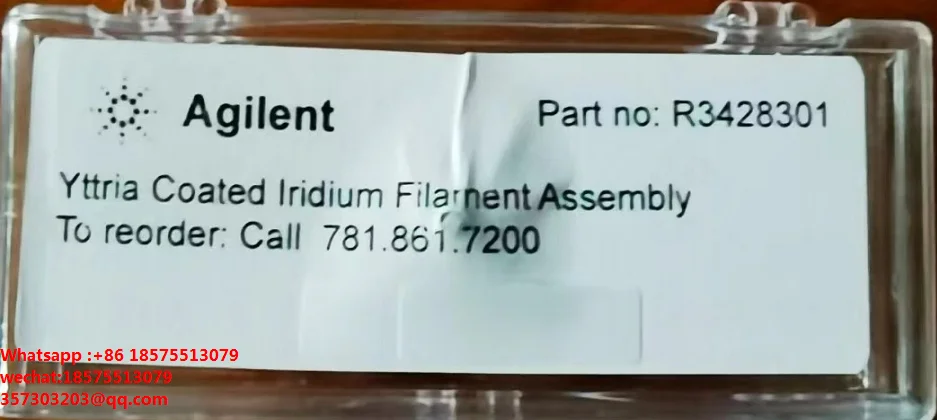 Agilent
Part no: R3428301
Yttria Coated Iridium Filament Assembly
To reorder: Call 781.861.7200
Whatsapp :+86 18575513079
wechat:18575513079
357303203@qq.com